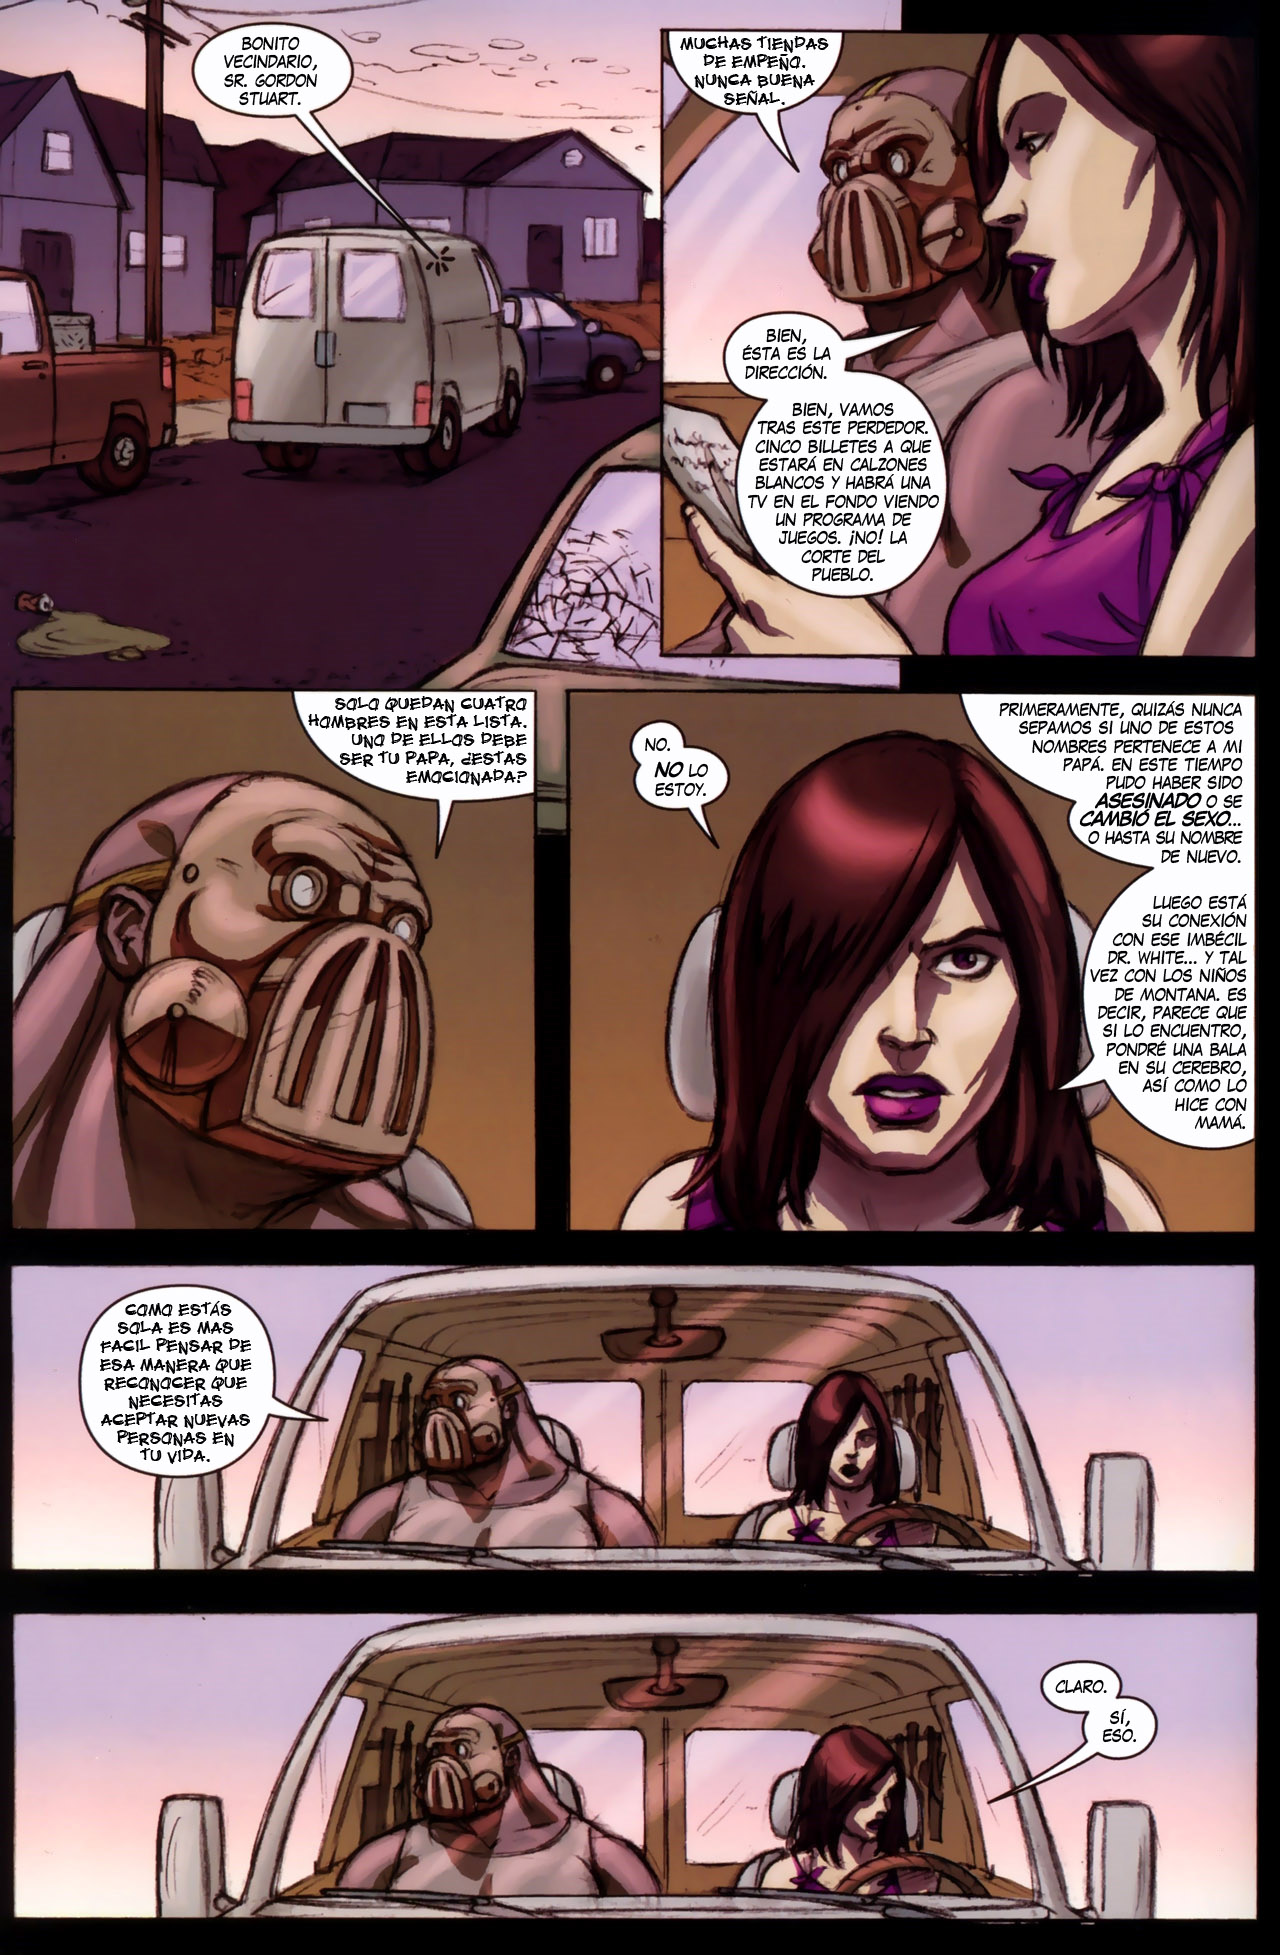 BONITO
VECINDARIO,
SR. GORDON
STUART.
MUCHAS TIENDAS
DE EMPEÑO.
NUNCA BUENA
SEÑAL.
BIEN,
ÉSTA ES LA
DIRECCIÓN.
BIEN, VAMOS
TRAS ESTE PERDEDOR.
CINCO BILLETES A QUE
ESTARÁ EN CALZONES
BLANCOS Y HABRÁ UNA
TV EN EL FONDO VIENDO
UN PROGRAMA DE
JUEGOS. ¡NO! LA
CORTE DEL
PUEBLO.
SOLO QUEDAN CUATRO
HOMBRES EN ESTA LISTA.
UNO DE ELLOS DEBE
SER TU PAPA, ¿ESTAS
EMOCIONADA?
NO.
NO LO
ESTOY.
PRIMERAMENTE, QUIZÁS NUNCA
SEPAMOS SI UNO DE ESTOS
NOMBRES PERTENECE A MI
PAPÁ. EN ESTE TIEMPO
PUDO HABER SIDO
ASESINADO O SE
CAMBIÓ EL SEXO...
O HASTA SU NOMBRE
DE NUEVO.
LUEGO ESTÁ
SU CONEXIÓN
CON ESE IMBÉCIL
DR. WHITE... Y TAL
VEZ CON LOS NIÑOS
DE MONTANA. ES
DECIR, PARECE QUE
SI LO ENCUENTRO,
PONDRÉ UNA BALA
EN SU CEREBRO,
ASÍ COMO LO
HICE CON
MAMÁ.
COMO ESTÁS
SOLA ES MAS
FACIL PENSAR DE
ESA MANERA QUE
RECONOCER QUE
NECESITAS
ACEPTAR NUEVAS
PERSONAS EN
TU VIDA.
CLARO.
SÍ,
ESO.